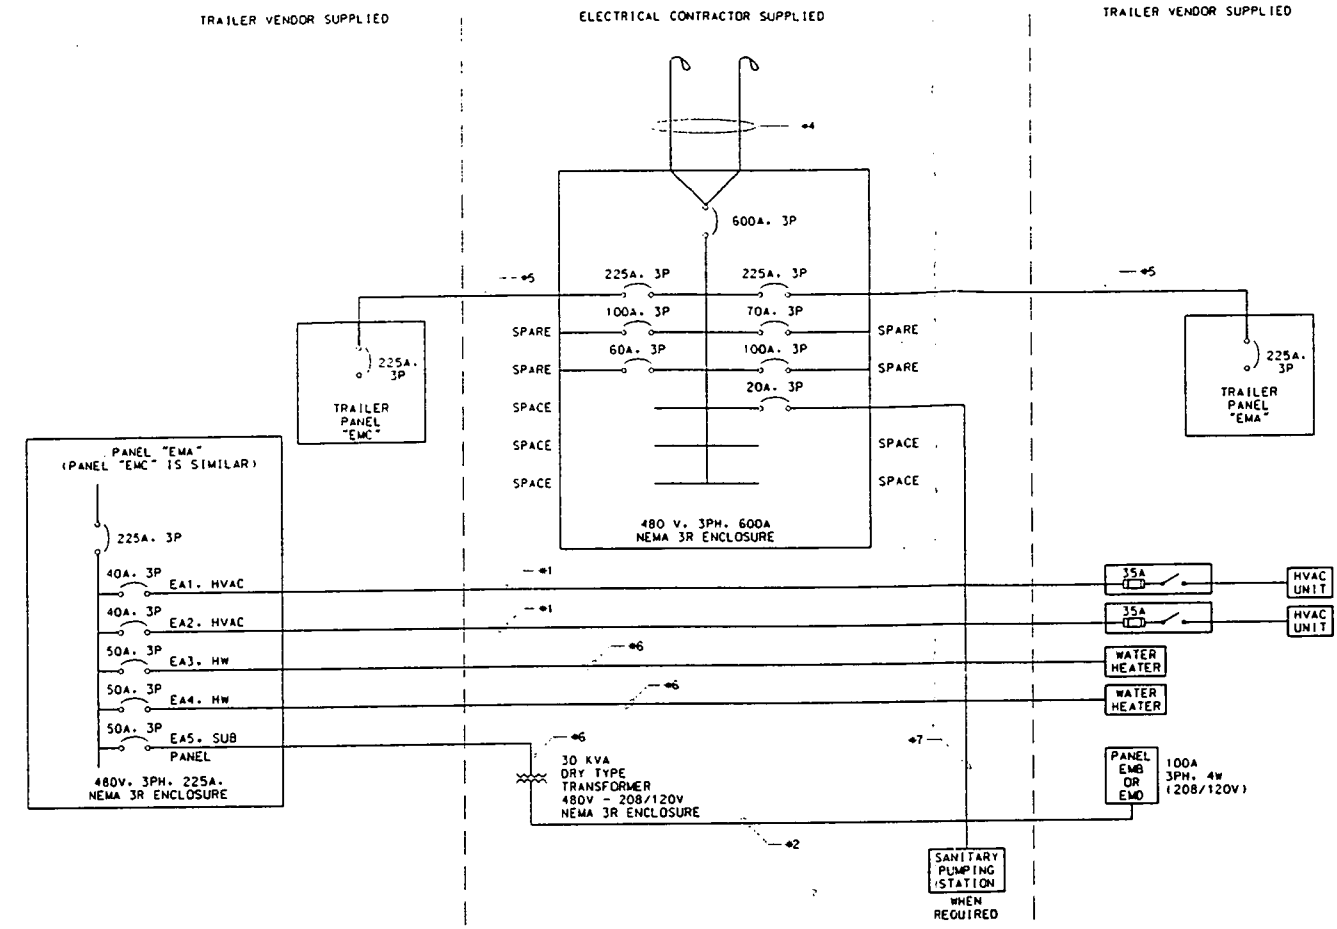 TRAILER VENDOR SUPPLIED
ELECTRICAL CONTRACTOR SUPPLIED
TRAILER VENDOR SUPPLIED
*4
600A. 3P
*5
225A. 3P
225A. 3P
*5
100A. 3P
70A. 3P
SPARE
SPARE
60A. 3P
100A. 3P
SPARE
SPARE
20A. 3P
SPACE
SPACE
SPACE
SPACE
SPACE
480 V. 3PH. 600A
NEMA 3R ENCLOSURE
225A.
3P
TRAILER
PANEL
"EMC"
225A.
3P
TRAILER
PANEL
"EMA"
PANEL "EMA"
(PANEL "EMC" IS SIMILAR)
225A. 3P
40A. 3P
EA1. HVAC
*1
35A
HVAC
UNIT
40A. 3P
EA2. HVAC
*1
35A
HVAC
UNIT
50A. 3P
EA3. HW
*6
WATER
HEATER
50A. 3P
EA4. HW
*6
WATER
HEATER
50A. 3P
EA5. SUB
PANEL
480V. 3PH. 225A.
NEMA 3R ENCLOSURE
*6
30 KVA
DRY TYPE
TRANSFORMER
480V - 208/120V
NEMA 3R ENCLOSURE
*7
*2
PANEL
EMB
OR
EMD
100A
3PH. 4W
(208/120V)
SANITARY
PUMPING
STATION
WHEN
REQUIRED